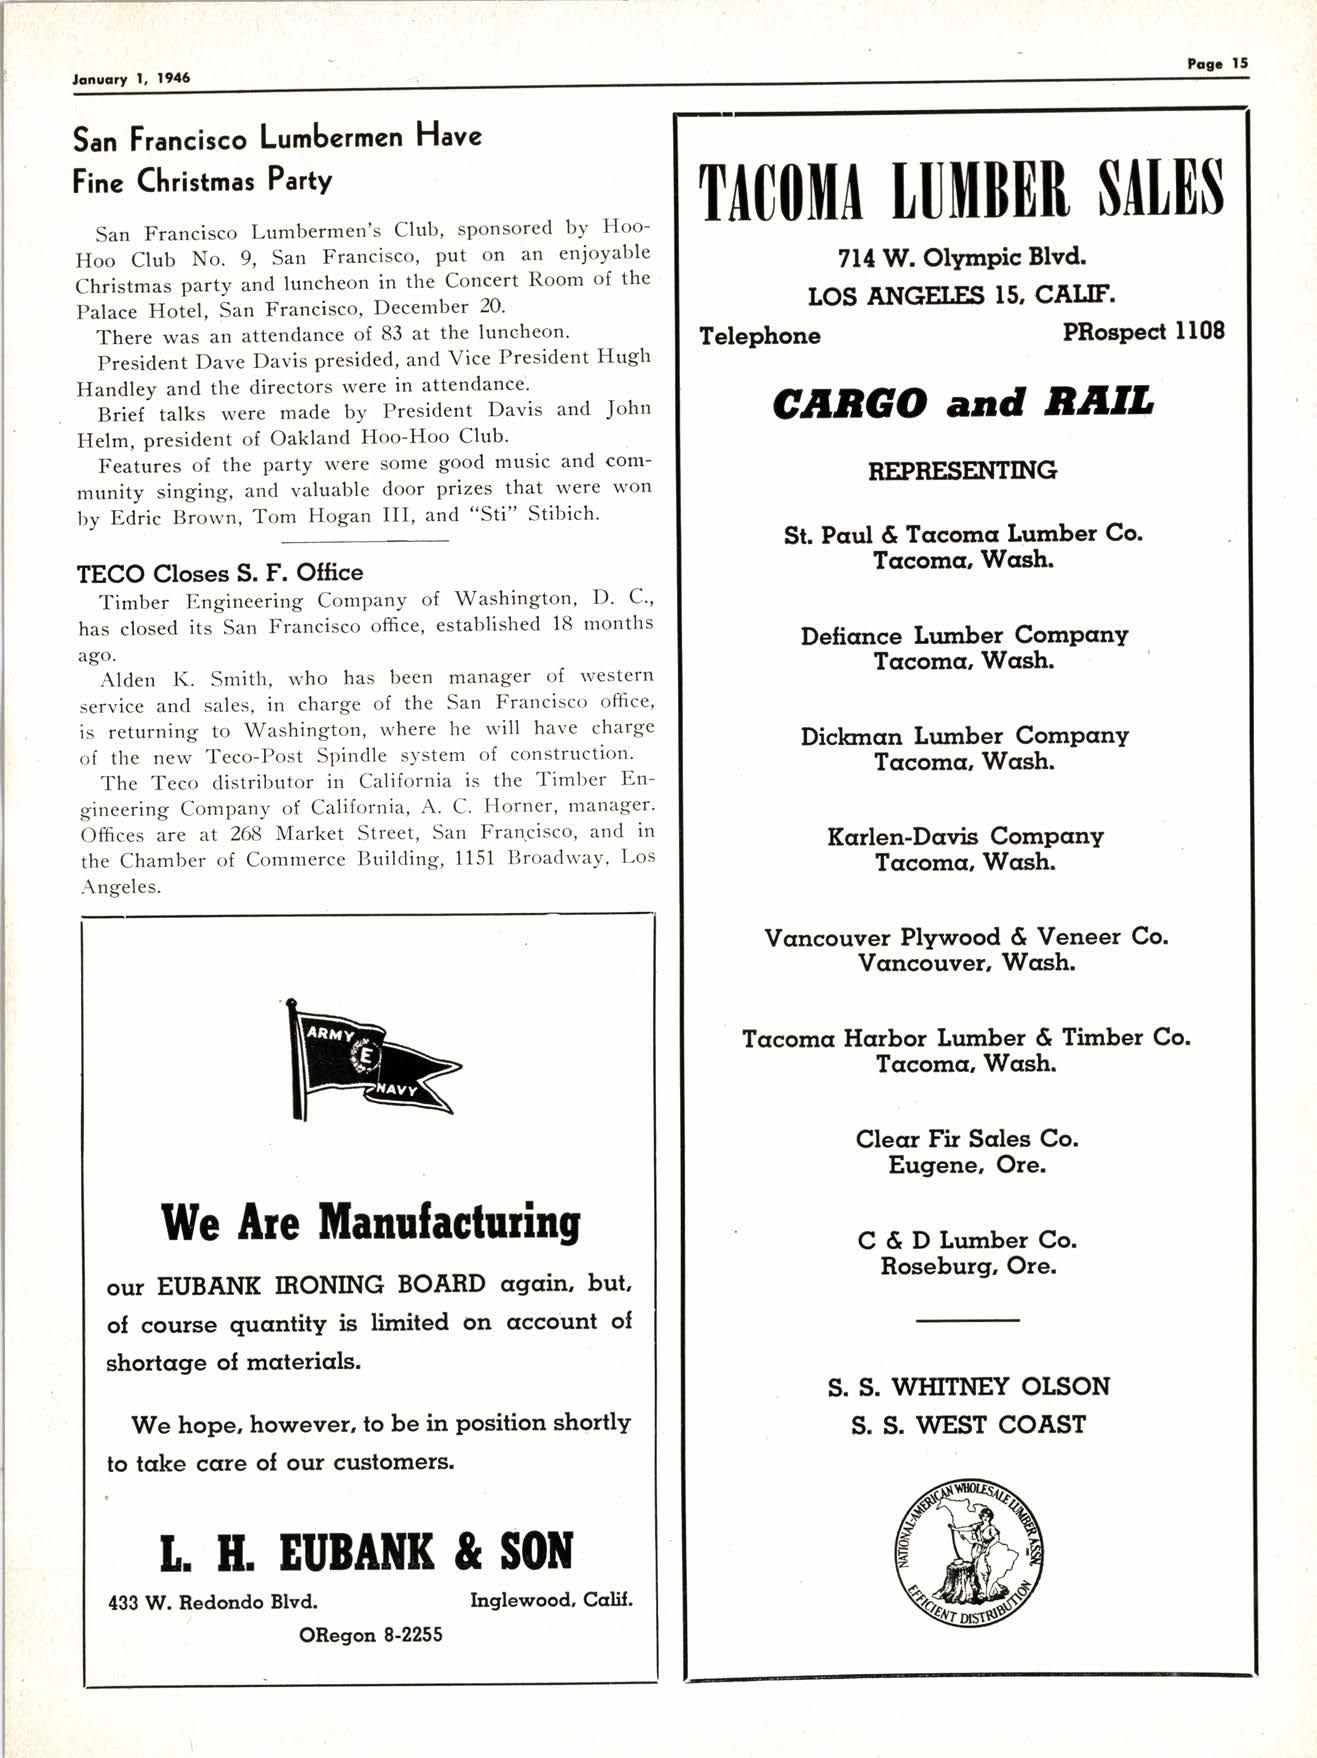 January 1, 1946
Page 15
San Francisco Lumbermen Have
Fine Christmas Party
San Francisco Lumbermen's Club, sponsored by Hoo-
Hoo Club No. 9, San Francisco, put on an enjoyable
Christmas party and luncheon in the Concert Room of the
Palace Hotel, San Francisco, December 20.
There was an attendance of 83 at the luncheon.
President Dave Davis presided, and Vice President Hugh
Handley and the directors were in attendance.
Brief talks were made by President Davis and John
Helm, president of Oakland Hoo-Hoo Club.
Features of the party were some good music and com-
munity singing, and valuable door prizes that were won
by Edric Brown, Tom Hogan III, and "Sti" Stibich.
TECO Closes S. F. Office
Timber Engineering Company of Washington, D. C.,
has closed its San Francisco office, established 18 months
ago.
Alden K. Smith, who has been manager of western
service and sales, in charge of the San Francisco office,
is returning to Washington, where he will have charge
of the new Teco-Post Spindle system of construction.
The Teco distributor in California is the Timber En-
gineering Company of California, A. C. Horner, manager.
Offices are at 268 Market Street, San Francisco, and in
the Chamber of Commerce Building, 1151 Broadway, Los
Angeles.
ARMY
E
NAVY
We Are Manufacturing
our EUBANK IRONING BOARD again, but,
of course quantity is limited on account of
shortage of materials.
We hope, however, to be in position shortly
to take care of our customers.
L. H. EUBANK & SON
433 W. Redondo Blvd. Inglewood, Calif.
ORegon 8-2255
TACOMA LUMBER SALES
714 W. Olympic Blvd.
LOS ANGELES 15, CALIF.
Telephone PRospect 1108
CARGO and RAIL
REPRESENTING
St. Paul & Tacoma Lumber Co.
Tacoma, Wash.
Defiance Lumber Company
Tacoma, Wash.
Dickman Lumber Company
Tacoma, Wash.
Karlen-Davis Company
Tacoma, Wash.
Vancouver Plywood & Veneer Co.
Vancouver, Wash.
Tacoma Harbor Lumber & Timber Co.
Tacoma, Wash.
Clear Fir Sales Co.
Eugene, Ore.
C & D Lumber Co.
Roseburg, Ore.
S. S. WHITNEY OLSON
S. S. WEST COAST
NATIONAL-AMERICAN WHOLESALE LUMBER ASSN.
EFFICIENT DISTRIBUTION